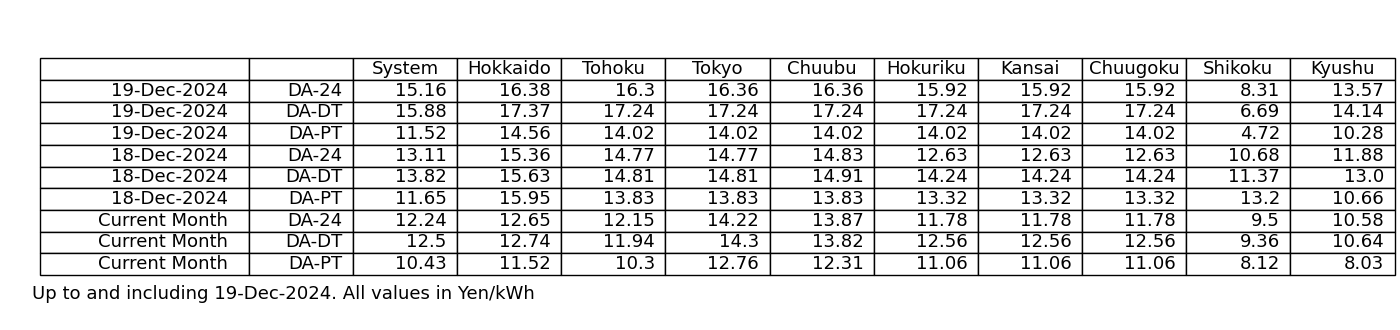 System Hokkaido Tohoku Tokyo Chuubu Hokuriku Kansai Chuugoku Shikoku Kyushu
19-Dec-2024 DA-24 15.16 16.38 16.3 16.36 16.36 15.92 15.92 15.92 8.31 13.57
19-Dec-2024 DA-DT 15.88 17.37 17.24 17.24 17.24 17.24 17.24 17.24 6.69 14.14
19-Dec-2024 DA-PT 11.52 14.56 14.02 14.02 14.02 14.02 14.02 14.02 4.72 10.28
18-Dec-2024 DA-24 13.11 15.36 14.77 14.77 14.83 12.63 12.63 12.63 10.68 11.88
18-Dec-2024 DA-DT 13.82 15.63 14.81 14.81 14.91 14.24 14.24 14.24 11.37 13.0
18-Dec-2024 DA-PT 11.65 15.95 13.83 13.83 13.83 13.32 13.32 13.32 13.2 10.66
Current Month DA-24 12.24 12.65 12.15 14.22 13.87 11.78 11.78 11.78 9.5 10.58
Current Month DA-DT 12.5 12.74 11.94 14.3 13.82 12.56 12.56 12.56 9.36 10.64
Current Month DA-PT 10.43 11.52 10.3 12.76 12.31 11.06 11.06 11.06 8.12 8.03
Up to and including 19-Dec-2024. All values in Yen/kWh